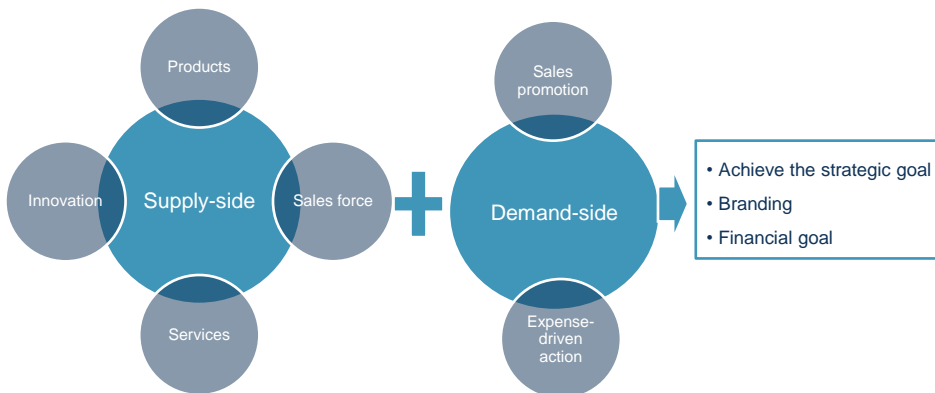 Products
Innovation
Supply-side
Sales force
Services
Sales
promotion
Demand-side
Expense-
driven
action
• Achieve the strategic goal
• Branding
• Financial goal